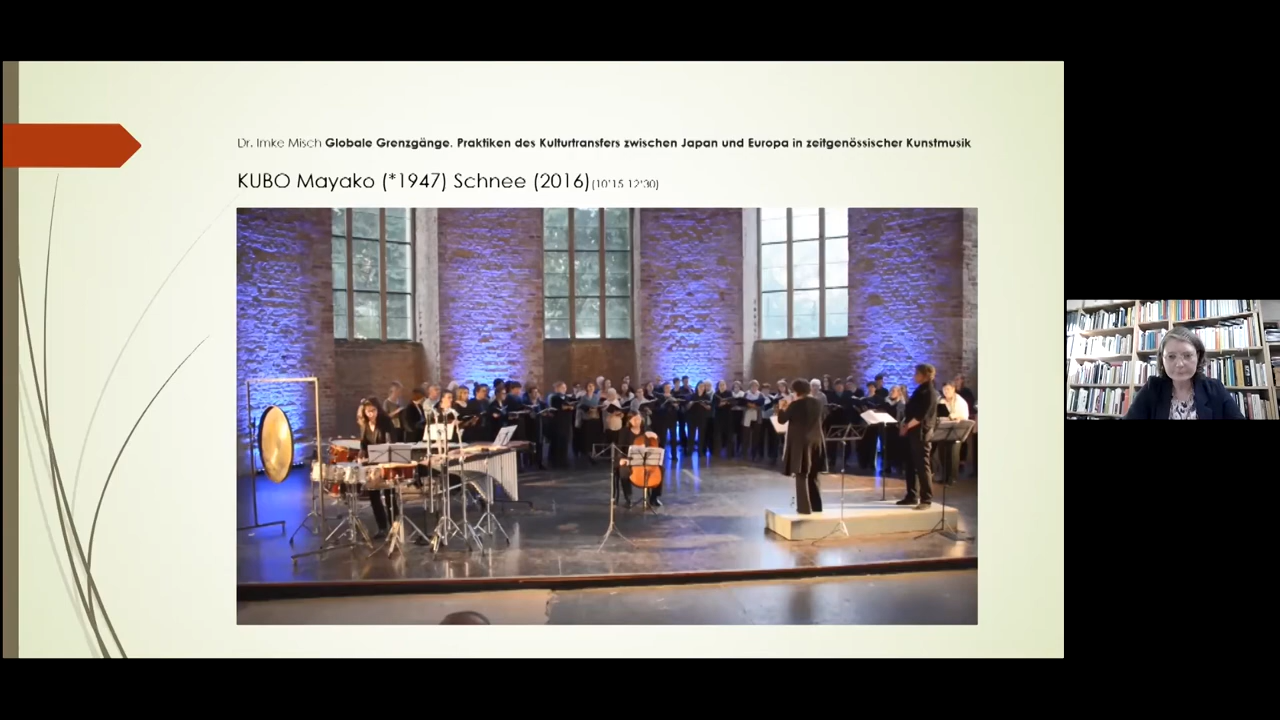 Dr. Imke Misch Globale Grenzgänge. Praktiken des Kulturtransfers zwischen Japan und Europa in zeitgenössischer Kunstmusik
KUBO Mayako (*1947) Schnee (2016)(10'15 12'30)